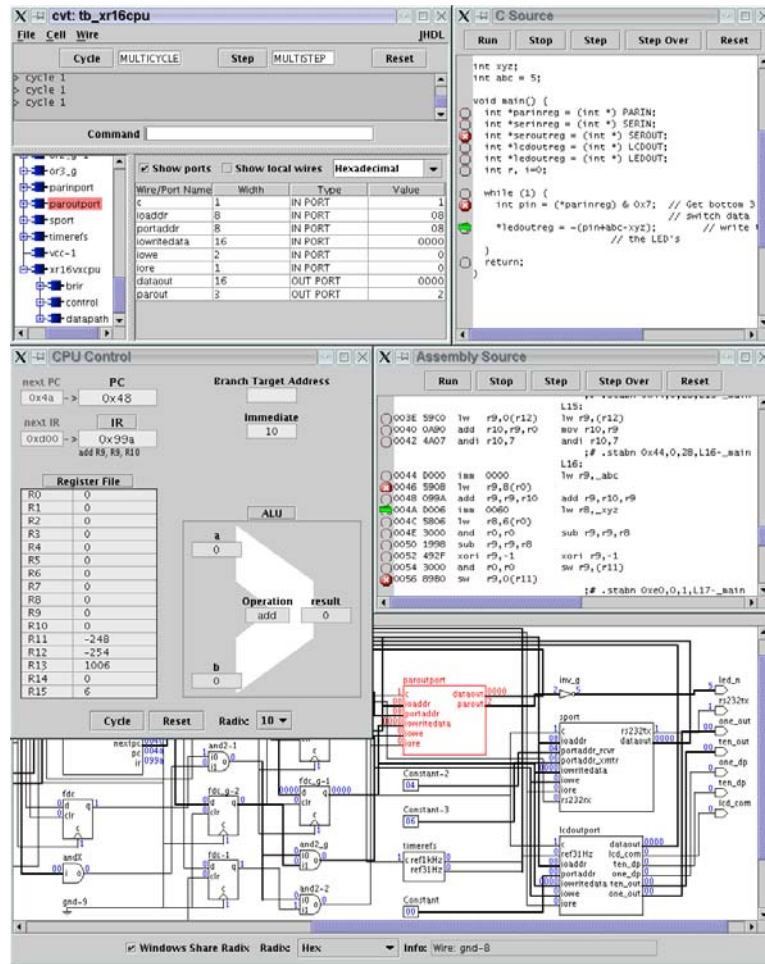 cvt: tb_xr16cpu
File Cell Wire JHDL
Cycle MULTICYCLE Step MULTISTEP Reset
> cycle 1
> cycle 1
> cycle 1
Command
or3_g
parinport
paroutport
sport
timerefs
vcc-1
xr16vxcpu
brir
control
datapath
Show ports Show local wires Hexadecimal
Wire/Port Name Width Type Value
c 1 IN PORT 1
ioaddr 8 IN PORT 08
portaddr 8 IN PORT 08
iowritedata 16 IN PORT 0000
iowe 2 IN PORT 0
iore 1 IN PORT 0
dataout 16 OUT PORT 0000
parout 3 OUT PORT 2
C Source
Run Stop Step Step Over Reset
int xyz;
int abc = 5;
void main() {
int *parinreg = (int *) PARIN;
int *serinreg = (int *) SERIN;
int *seroutreg = (int *) SEROUT;
int *lcdoutreg = (int *) LCDOUT;
int *ledoutreg = (int *) LEDOUT;
int r, i=0;
while (1) {
int pin = (*parinreg) & 0x7; // Get bottom 3
// switch data
*ledoutreg = ~(pin+abc-xyz); // write
// the LED's
}
return;
}
CPU Control
next PC PC
0x4a -> 0x48
next IR IR
0xd00 -> 0x99a
add R9, R9, R10
Branch Target Address
Immediate
10
Register File
R0 0
R1 0
R2 0
R3 0
R4 0
R5 0
R6 0
R7 0
R8 0
R9 0
R10 0
R11 -248
R12 -254
R13 1006
R14 0
R15 6
ALU
a
0
Operation result
add 0
b
0
Cycle Reset Radix: 10
Assembly Source
Run Stop Step Step Over Reset
L15:
003E 59C0 lw r9,0(r12) lw r9,(r12)
0040 0A90 add r10,r9,r0 mov r10,r9
0042 4A07 andi r10,7 andi r10,7
;# .stabn 0x44,0,28,L16-_main
L16:
0044 D000 imm 0000 lw r9,_abc
0046 5908 lw r9,8(r0)
0048 099A add r9,r9,r10 add r9,r10,r9
004A D006 imm 0060 lw r8,_xyz
004C 5806 lw r8,6(r0)
004E 3000 and r0,r0 sub r9,r9,r8
0050 1998 sub r9,r9,r8
0052 492F xori r9,-1 xori r9,-1
0054 3000 and r0,r0 sw r9,(r11)
0056 89B0 sw r9,0(r11)
;# .stabn 0xe0,0,1,L17-_main
paroutport
c dataout 0000
ioaddr parout
portaddr
iowritedata
iowe
iore
inv_g
led_n
rs232tx
one_out
ten_out
one_dp
ten_dp
lcd_com
sport
c rs232tx
ioaddr dataout 0000
portaddr_rcvr
portaddr_xmtr
iowritedata
iowe
iore
rs232rx
Constant-2
04
Constant-3
06
timerefs
c ref1kHz
ref31Hz
Constant
00
lcdoutport
c dataout 0000
ref31Hz lcd_com
ioaddr ten_dp
portaddr one_dp
iowritedata ten_out
iowe one_out
iore
nextpc 004a
pc
ir 099a
and2-1
fdc
fdc_g-2
fdc_g-1
andX
fdc-1
and2_g
and2-2
gnd-9
Windows Share Radix Radix: Hex Info: Wire: gnd-8